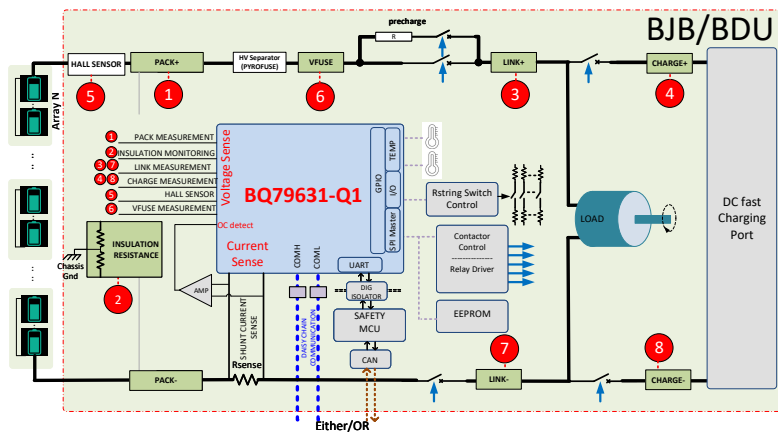 BJB/BDU
precharge
R
HALL SENSOR
PACK+
HV Separator
(PYROFUSE)
VFUSE
LINK+
CHARGE+
5
1
6
3
4
Array N
1 PACK MEASUREMENT
2 INSULATION MONITORING
3 7 LINK MEASUREMENT
4 8 CHARGE MEASUREMENT
5 HALL SENSOR
6 VFUSE MEASUREMENT
Voltage Sense
BQ79631-Q1
OC detect
Current
Sense
GPIO
TEMP
I/O
SPI Master
UART
COMH
COML
Rstring Switch
Control
LOAD
DC fast
Charging
Port
INSULATION
RESISTANCE
Chassis
Gnd
2
AMP
SHUNT CURRENT
SENSE
DAISY CHAIN
COMMUNICATION
DIG
ISOLATOR
SAFETY
MCU
CAN
Contactor
Control
Relay Driver
EEPROM
7
8
PACK-
Rsense
LINK-
CHARGE-
Either/OR